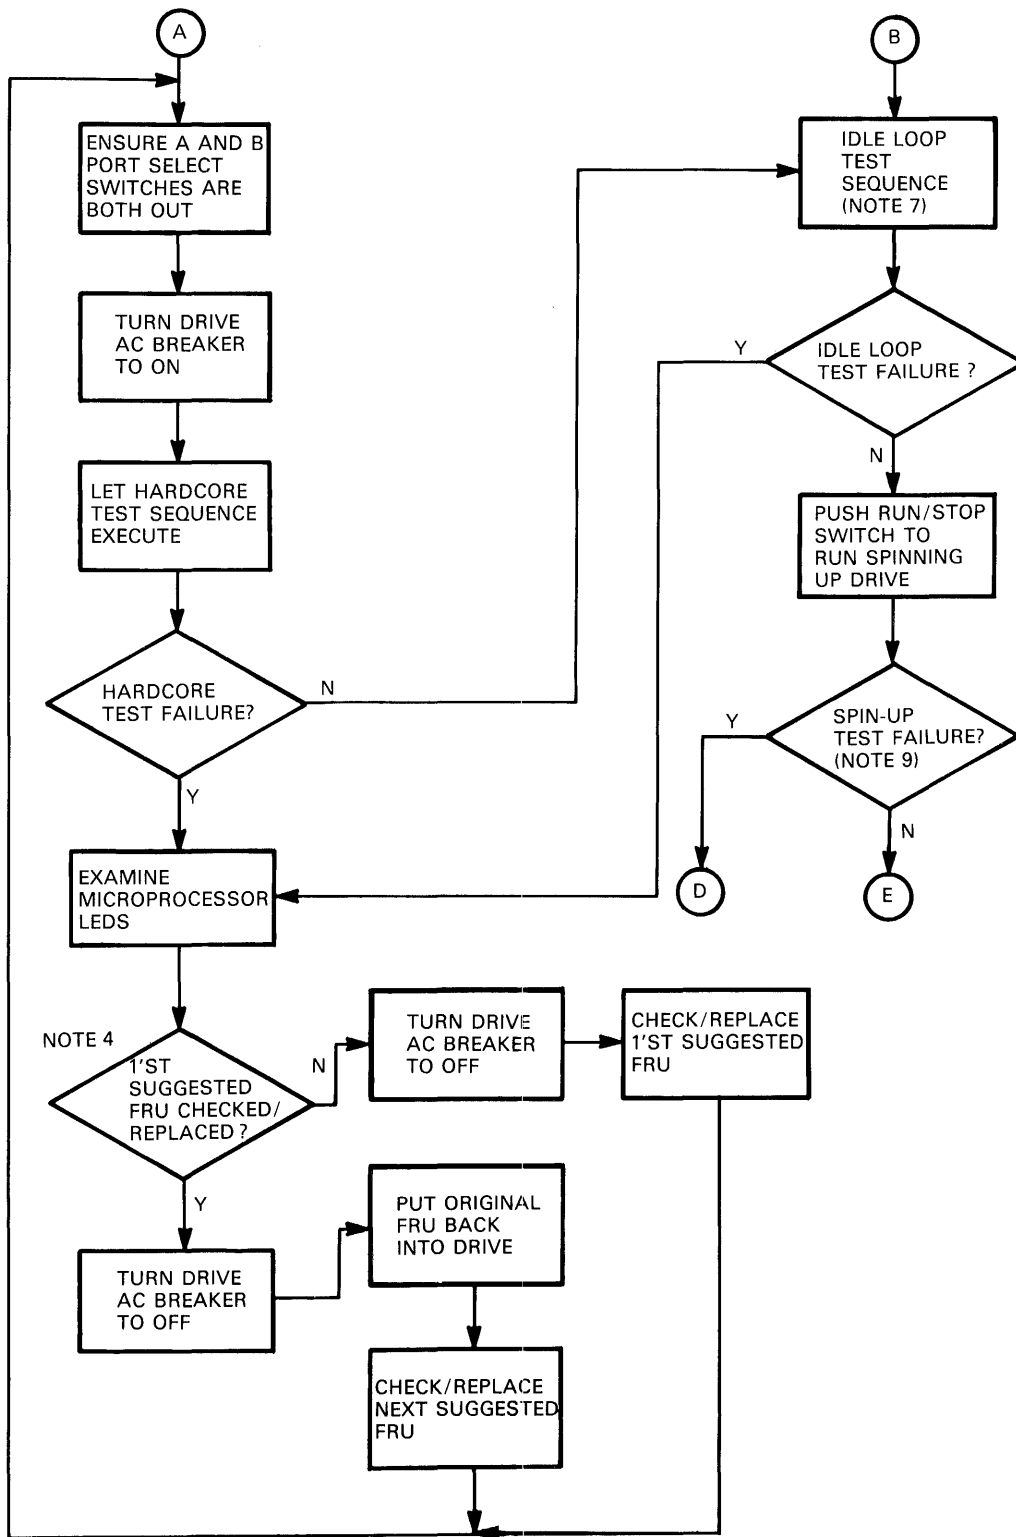 A
ENSURE A AND B
PORT SELECT
SWITCHES ARE
BOTH OUT
TURN DRIVE
AC BREAKER
TO ON
LET HARDCORE
TEST SEQUENCE
EXECUTE
HARDCORE
TEST FAILURE?
N
Y
EXAMINE
MICROPROCESSOR
LEDS
NOTE 4
1'ST
SUGGESTED
FRU CHECKED/
REPLACED ?
N
TURN DRIVE
AC BREAKER
TO OFF
CHECK/REPLACE
1'ST SUGGESTED
FRU
Y
TURN DRIVE
AC BREAKER
TO OFF
PUT ORIGINAL
FRU BACK
INTO DRIVE
CHECK/REPLACE
NEXT SUGGESTED
FRU
B
IDLE LOOP
TEST
SEQUENCE
(NOTE 7)
Y
IDLE LOOP
TEST FAILURE ?
N
PUSH RUN/STOP
SWITCH TO
RUN SPINNING
UP DRIVE
Y
SPIN-UP
TEST FAILURE?
(NOTE 9)
N
D
E